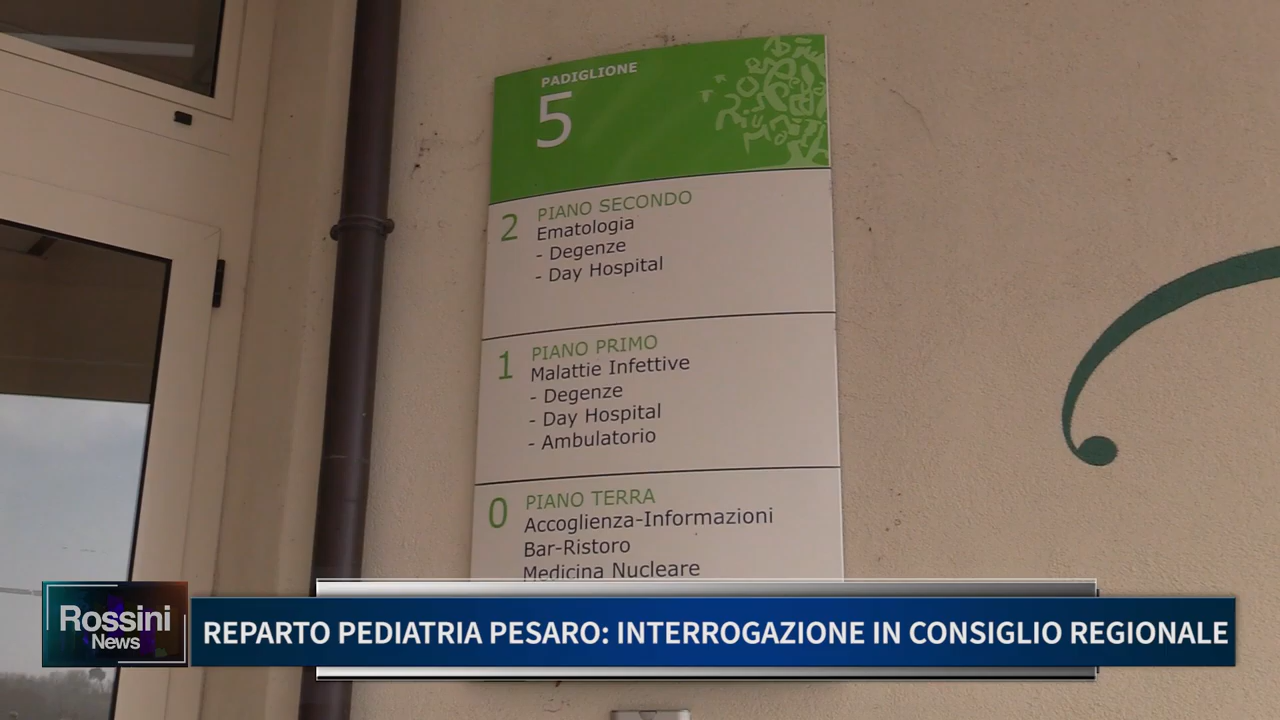 PADIGLIONE
5
2 PIANO SECONDO
Ematologia
- Degenze
- Day Hospital
1 PIANO PRIMO
Malattie Infettive
- Degenze
- Day Hospital
- Ambulatorio
0 PIANO TERRA
Accoglienza-Informazioni
Bar-Ristoro
Medicina Nucleare
Rossini
News
REPARTO PEDIATRIA PESARO: INTERROGAZIONE IN CONSIGLIO REGIONALE